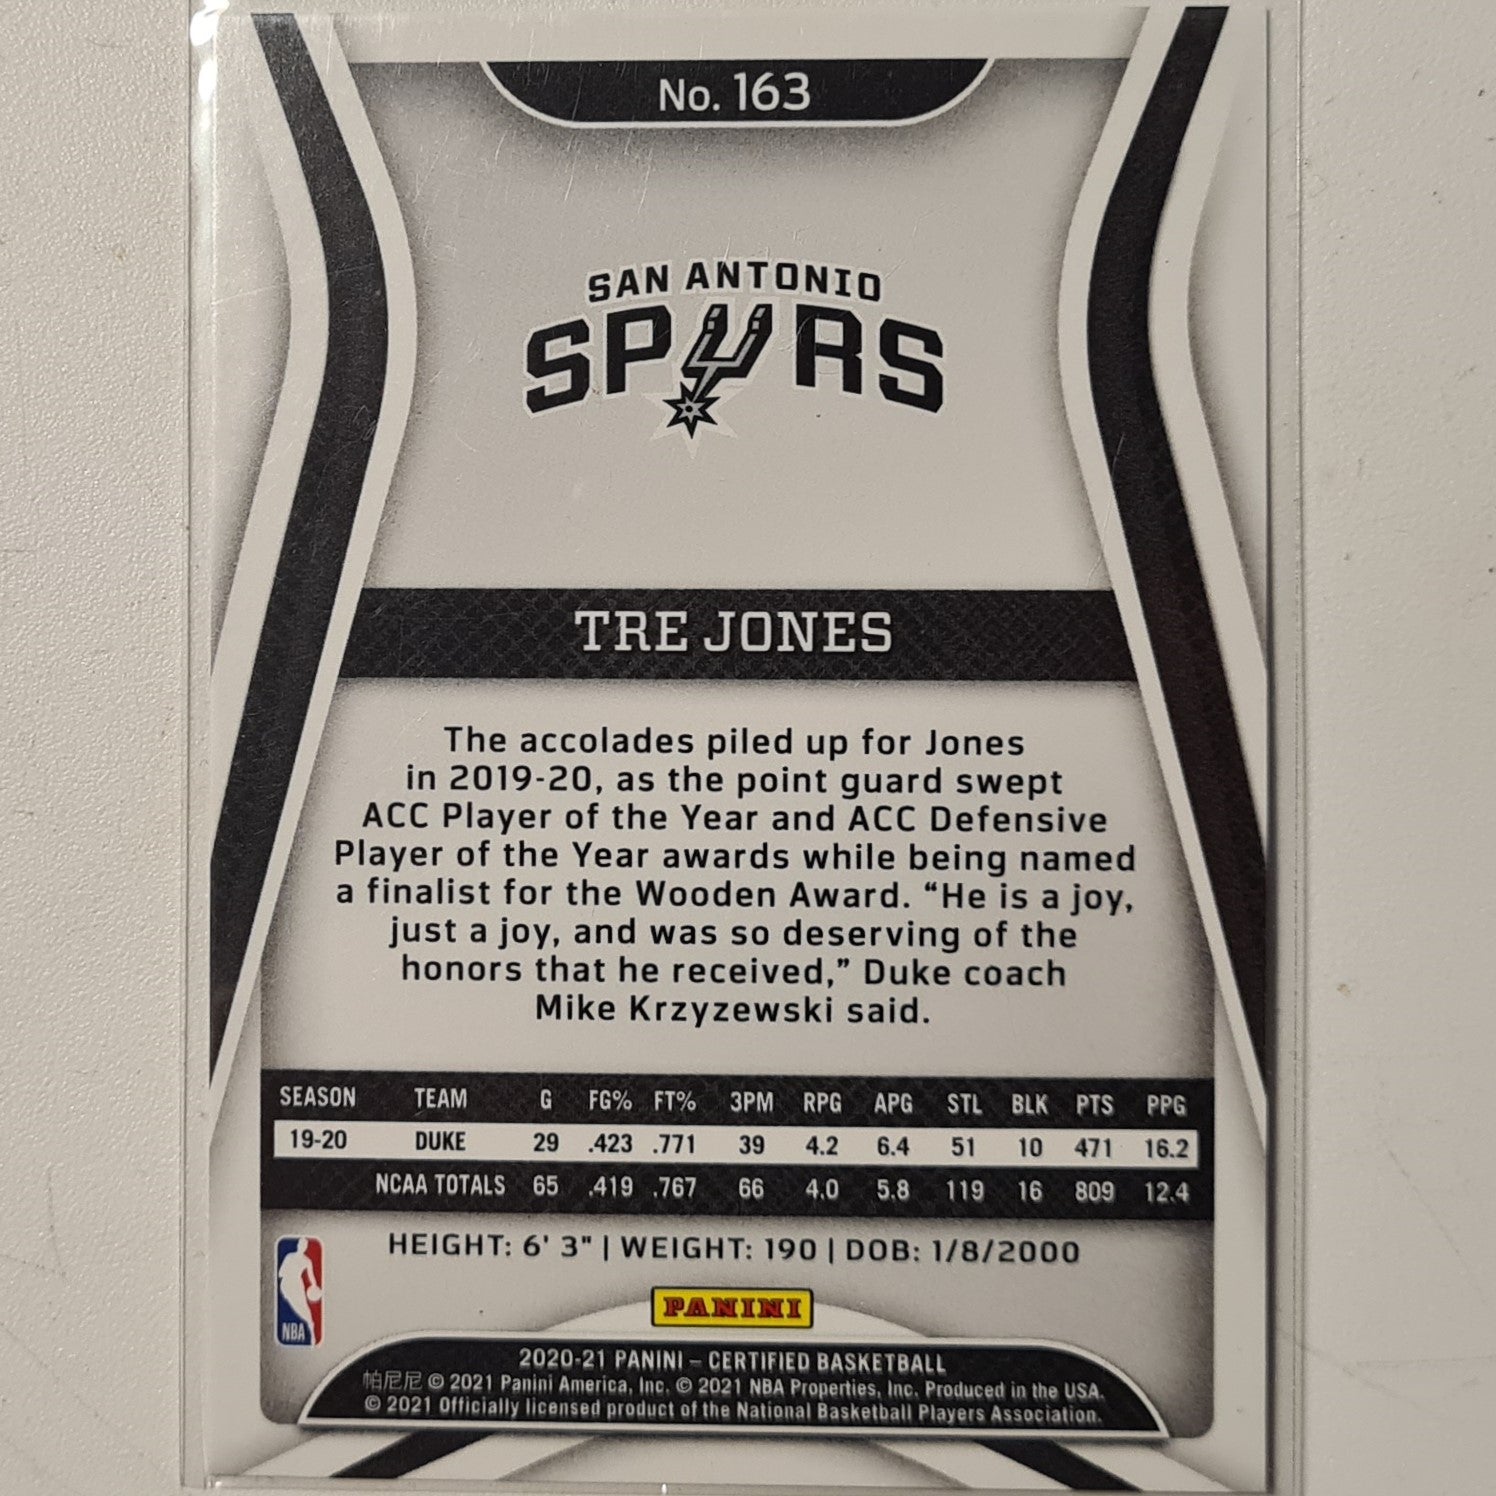 No. 163
SAN ANTONIO
SPURS
TRE JONES
The accolades piled up for Jones
in 2019-20, as the point guard swept
ACC Player of the Year and ACC Defensive
Player of the Year awards while being named
a finalist for the Wooden Award. “He is a joy,
just a joy, and was so deserving of the
honors that he received,” Duke coach
Mike Krzyzewski said.
SEASON TEAM G FG% FT% 3PM RPG APG STL BLK PTS PPG
19-20 DUKE 29 .423 .771 39 4.2 6.4 51 10 471 16.2
NCAA TOTALS 65 .419 .767 66 4.0 5.8 119 16 809 12.4
HEIGHT: 6' 3" | WEIGHT: 190 | DOB: 1/8/2000
NBA
PANINI
2020-21 PANINI – CERTIFIED BASKETBALL
帕尼尼 © 2021 Panini America, Inc. © 2021 NBA Properties, Inc. Produced in the USA.
© 2021 Officially licensed product of the National Basketball Players Association.